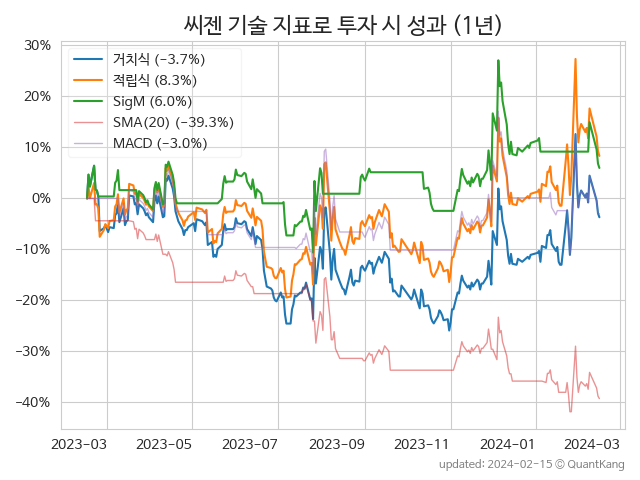 씨젠 기술 지표로 투자 시 성과 (1년)
거치식 (−3.7%)
적립식 (8.3%)
SigM (6.0%)
SMA(20) (−39.3%)
MACD (−3.0%)
30%
20%
10%
0%
−10%
−20%
−30%
−40%
2023-03 2023-05 2023-07 2023-09 2023-11 2024-01 2024-03
updated: 2024-02-15 © QuantKang